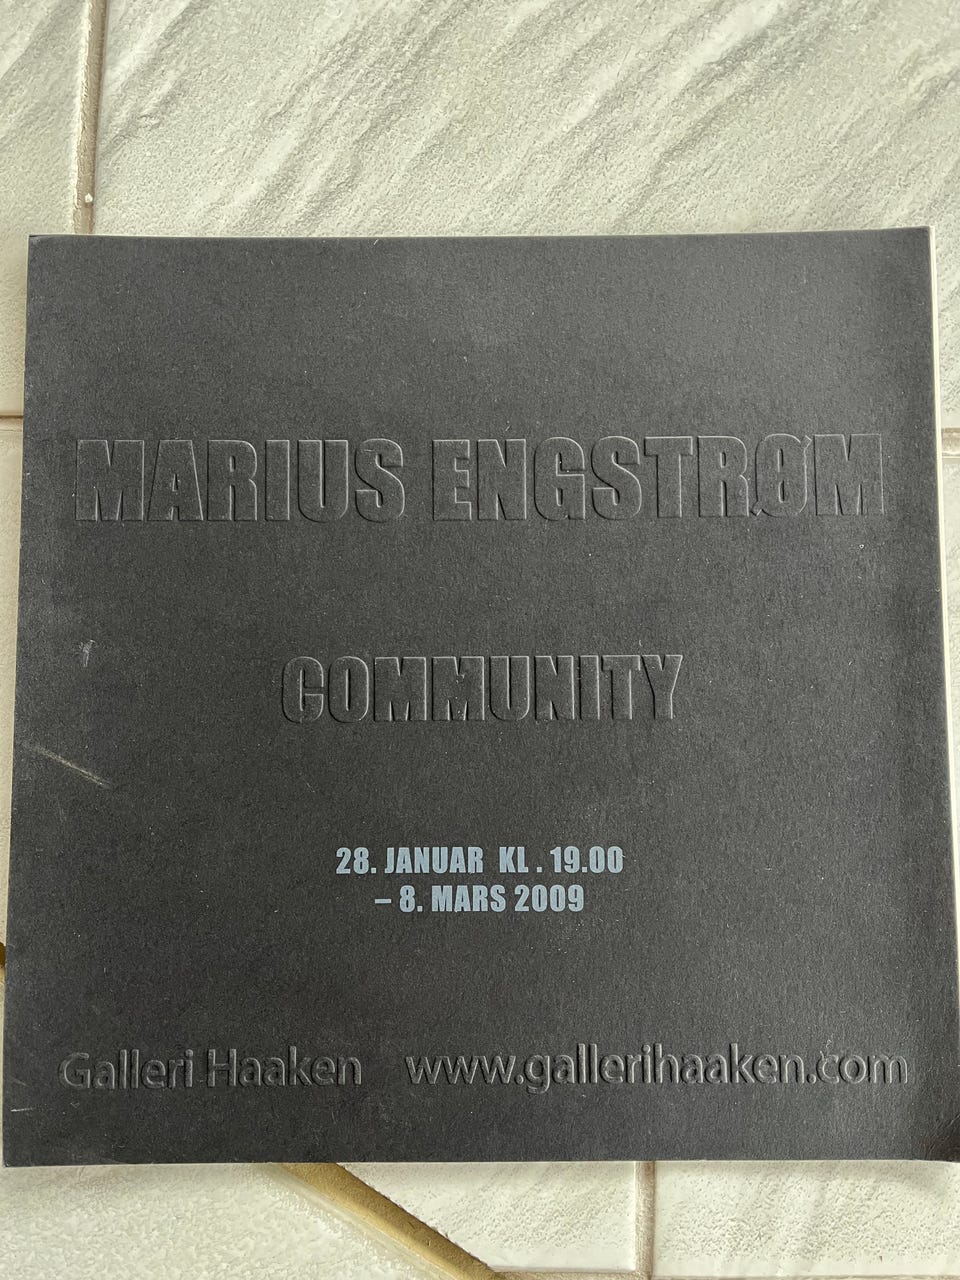 MARIUS ENGSTRØM
COMMUNITY
28. JANUAR KL . 19.00
– 8. MARS 2009
Galleri Haaken www.gallerihaaken.com